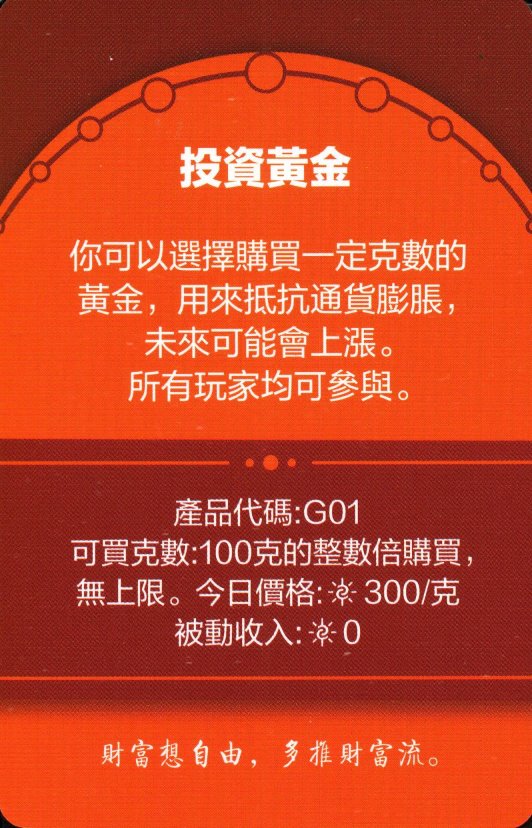 投資黃金
你可以選擇購買一定克數的
黃金，用來抵抗通貨膨脹，
未來可能會上漲。
所有玩家均可參與。
產品代碼:G01
可買克數:100克的整數倍購買，
無上限。今日價格: 300/克
被動收入: 0
財富想自由，多推財富流。